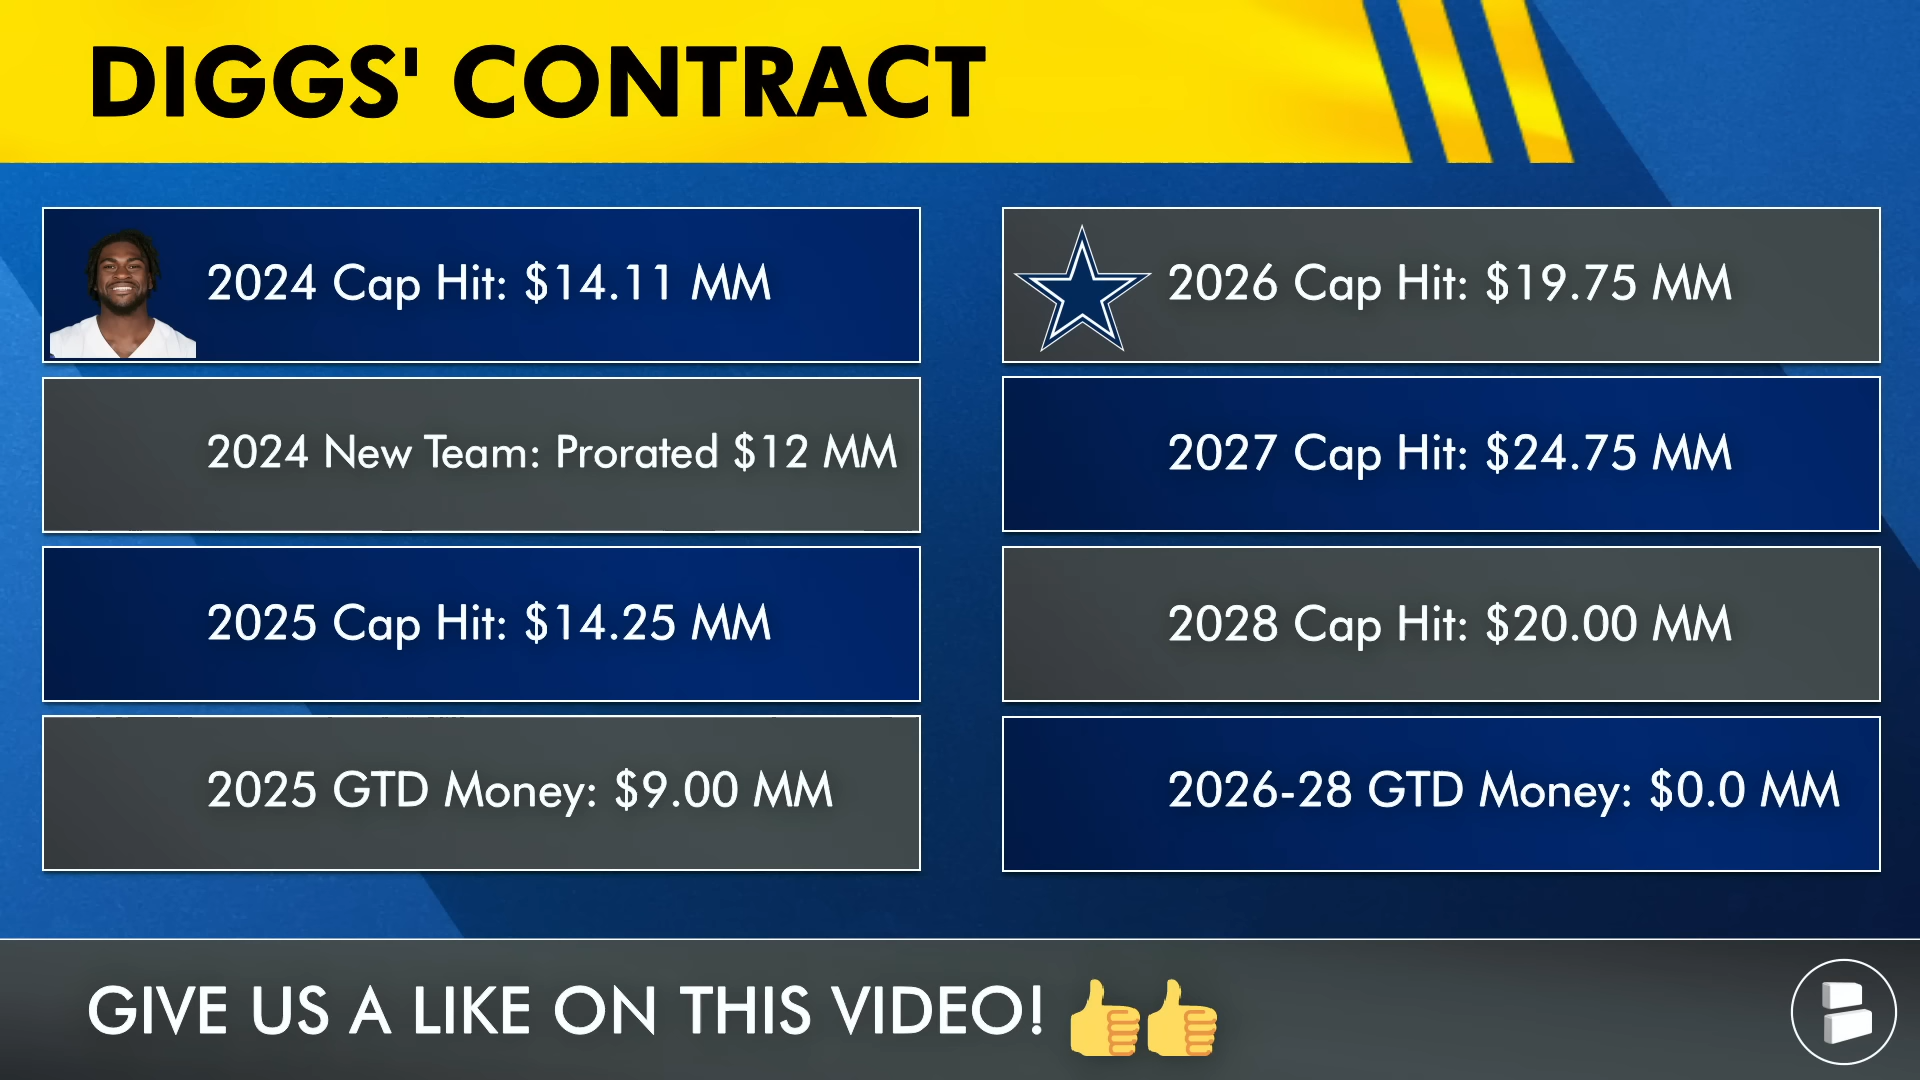 DIGGS' CONTRACT
2024 Cap Hit: $14.11 MM
2024 New Team: Prorated $12 MM
2025 Cap Hit: $14.25 MM
2025 GTD Money: $9.00 MM
2026 Cap Hit: $19.75 MM
2027 Cap Hit: $24.75 MM
2028 Cap Hit: $20.00 MM
2026-28 GTD Money: $0.0 MM
GIVE US A LIKE ON THIS VIDEO! 👍👍